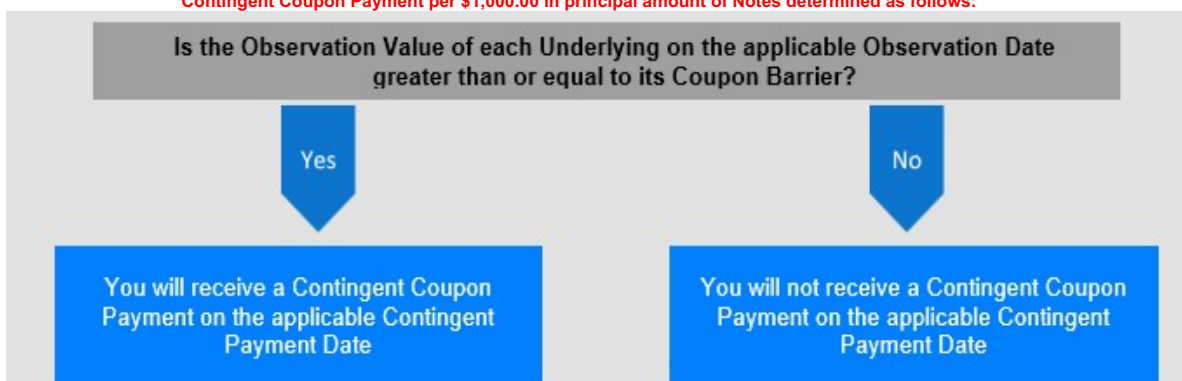 Contingent Coupon Payment per $1,000.00 in principal amount of Notes determined as follows:
Is the Observation Value of each Underlying on the applicable Observation Date
greater than or equal to its Coupon Barrier?
Yes
No
You will receive a Contingent Coupon
Payment on the applicable Contingent
Payment Date
You will not receive a Contingent Coupon
Payment on the applicable Contingent
Payment Date